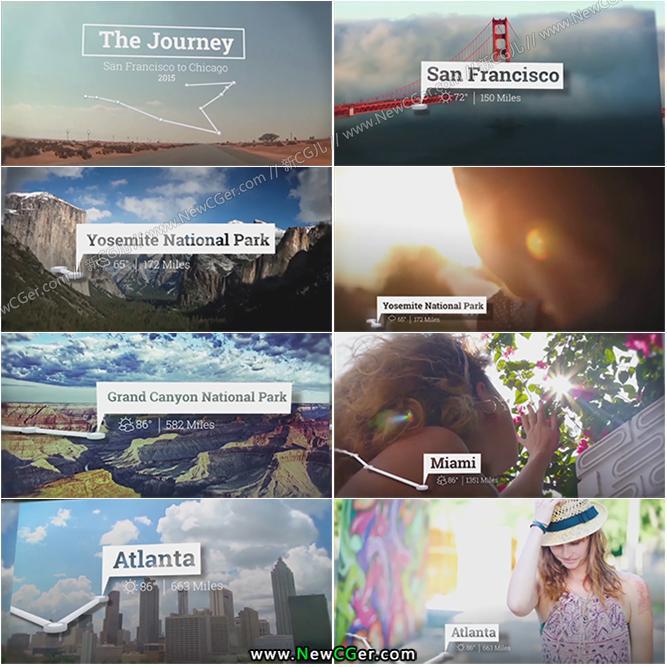 The Journey
San Francisco to Chicago
2015
San Francisco
72° | 150 Miles
Yosemite National Park
65° | 172 Miles
Yosemite National Park
65° | 172 Miles
Grand Canyon National Park
86° | 582 Miles
Miami
86° | 1351 Miles
Atlanta
86° | 663 Miles
Atlanta
86° | 663 Miles
www.NewCGer.com // 新CG儿 // www.NewCGer.com // 新CG儿 // www
www.NewCGer.com